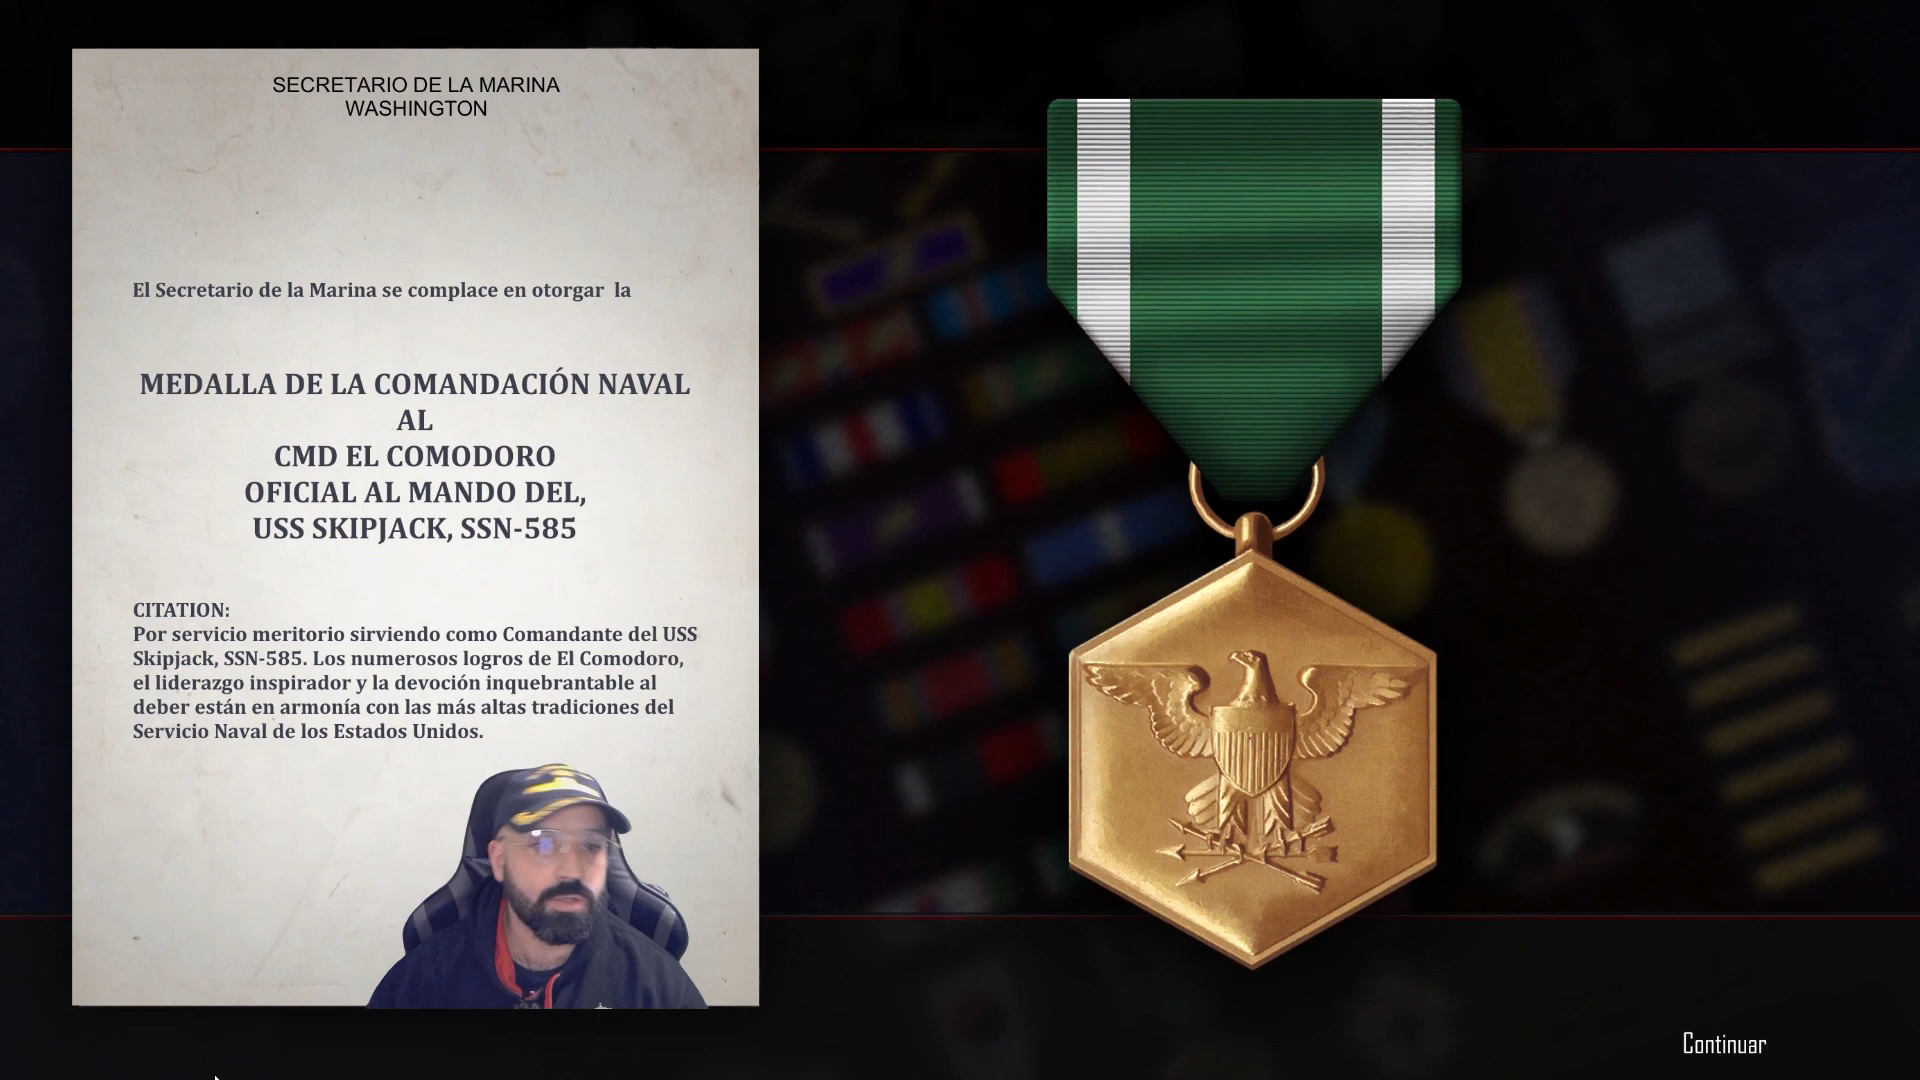 SECRETARIO DE LA MARINA
WASHINGTON
El Secretario de la Marina se complace en otorgar  la
MEDALLA DE LA COMANDACIÓN NAVAL
AL
CMD EL COMODORO
OFICIAL AL MANDO DEL,
USS SKIPJACK, SSN-585
CITATION:
Por servicio meritorio sirviendo como Comandante del USS
Skipjack, SSN-585. Los numerosos logros de El Comodoro,
el liderazgo inspirador y la devoción inquebrantable al
deber están en armonía con las más altas tradiciones del
Servicio Naval de los Estados Unidos.
Continuar